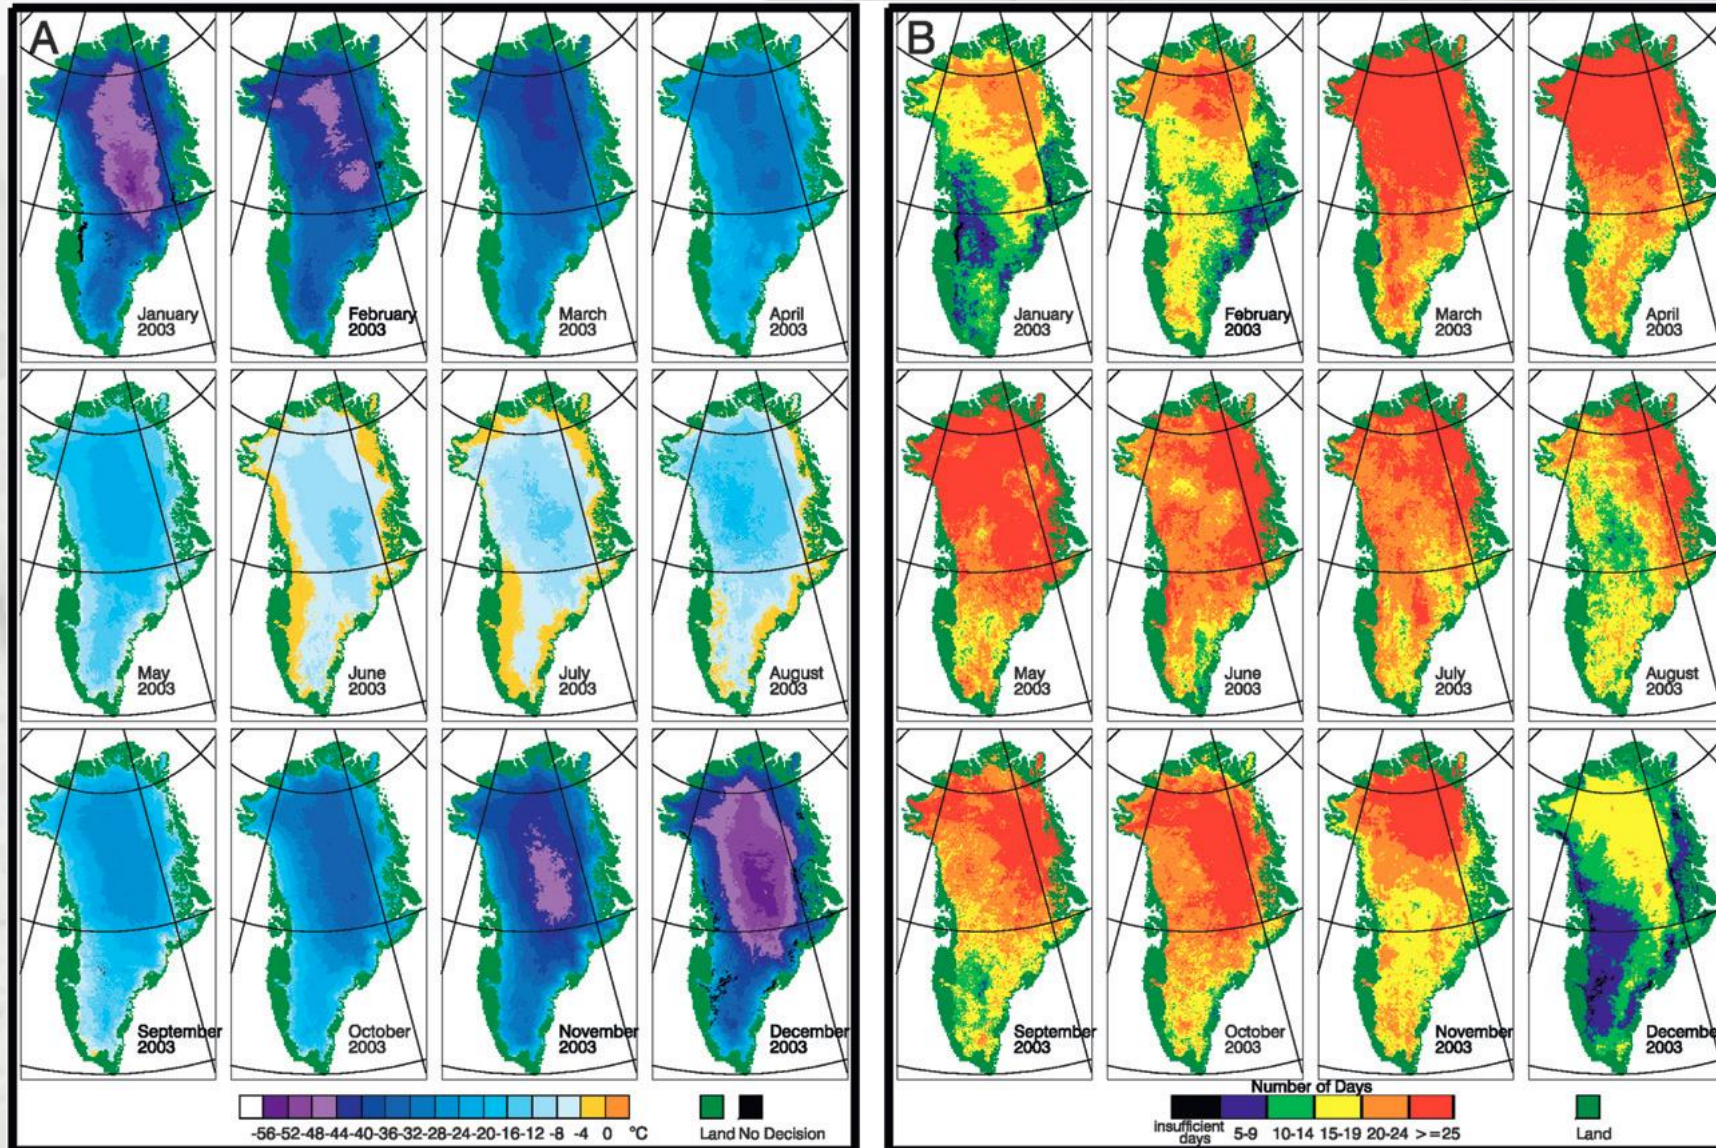 A
January
2003
February
2003
March
2003
April
2003
May
2003
June
2003
July
2003
August
2003
September
2003
October
2003
November
2003
December
2003
-56-52-48-44-40-36-32-28-24-20-16-12 -8 -4 0 °C
Land No Decision
B
January
2003
February
2003
March
2003
April
2003
May
2003
June
2003
July
2003
August
2003
September
2003
October
2003
November
2003
December
2003
Number of Days
insufficient
days 5-9 10-14 15-19 20-24 >=25
Land